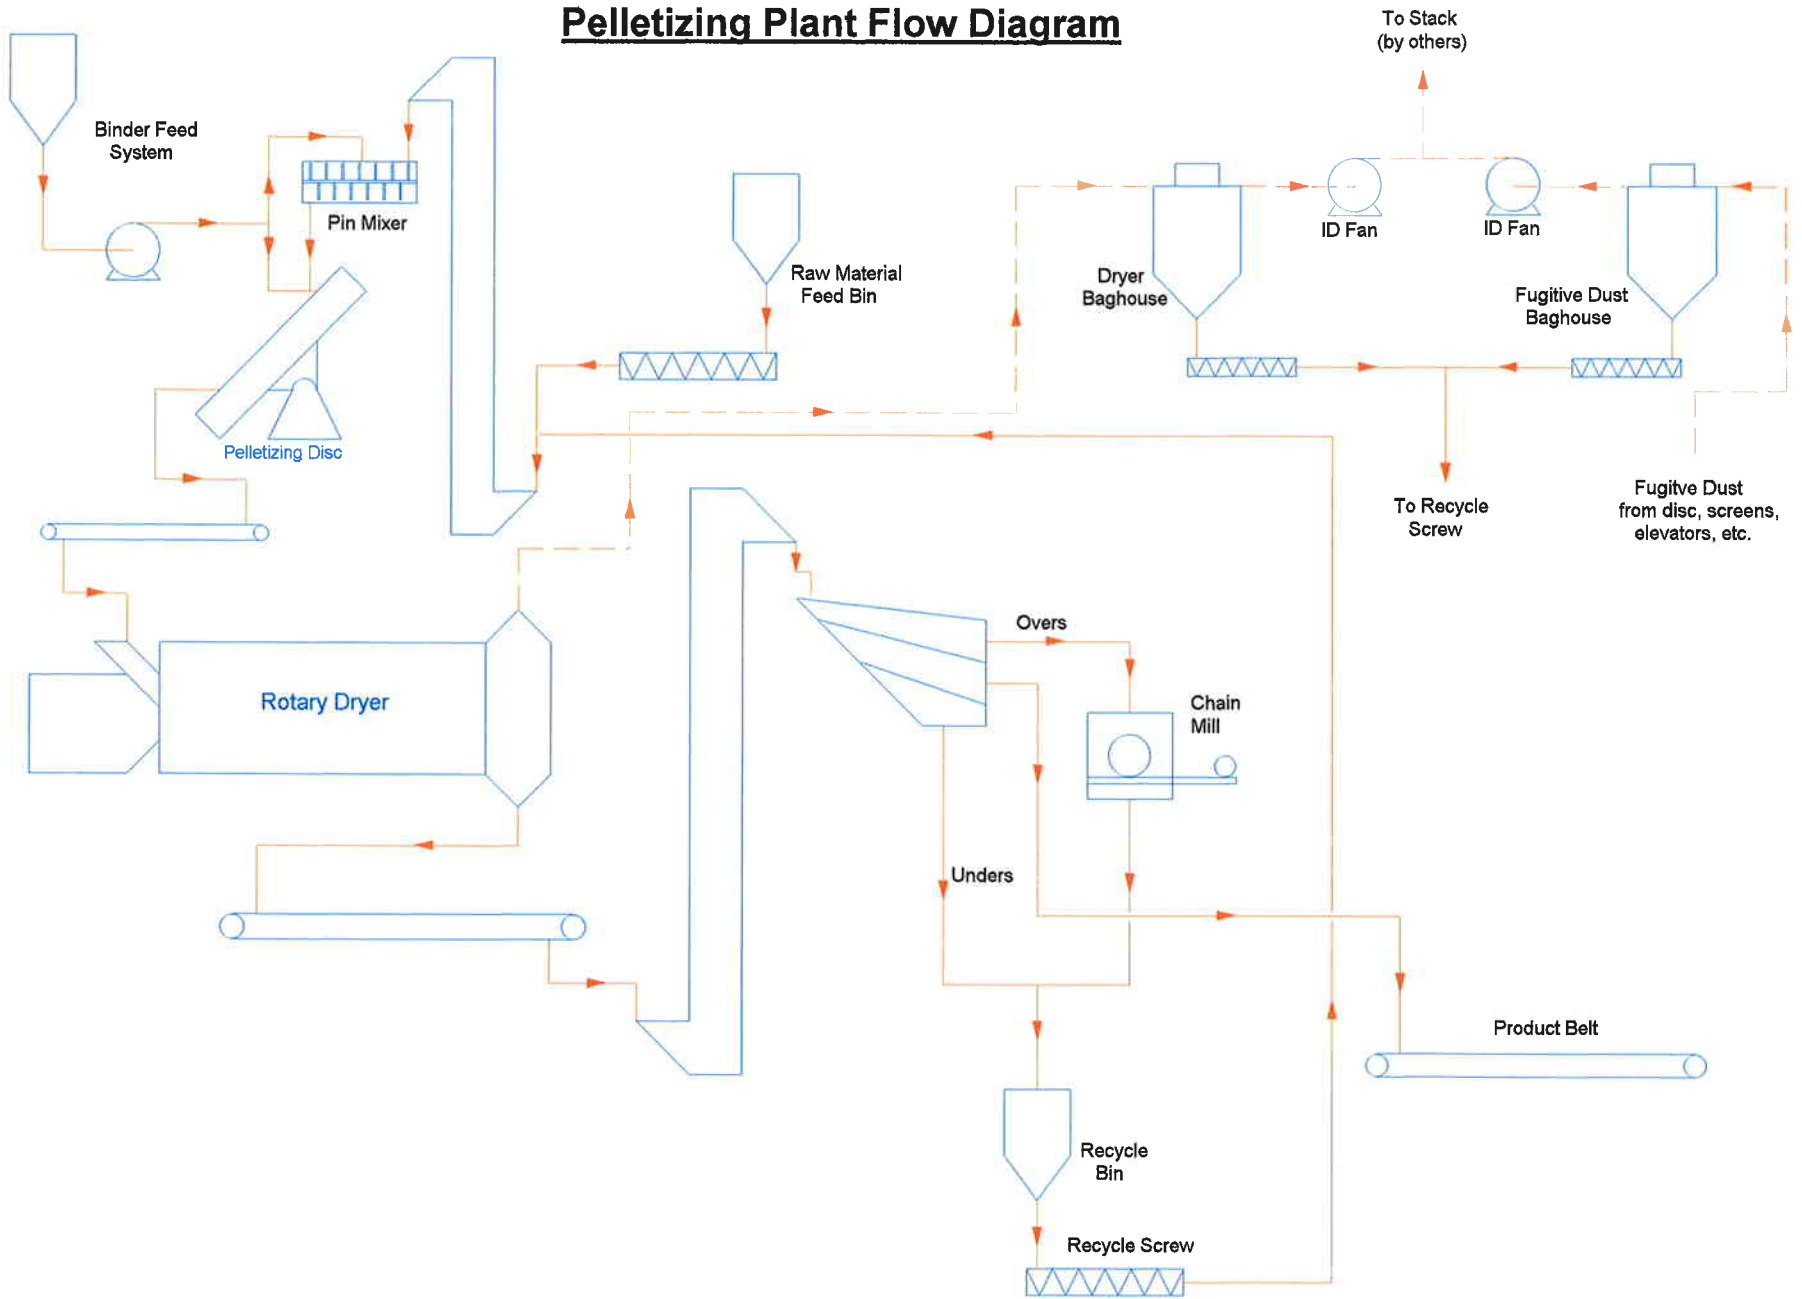 Pelletizing Plant Flow Diagram
To Stack
(by others)
Binder Feed
System
Pin Mixer
Raw Material
Feed Bin
ID Fan
ID Fan
Dryer
Baghouse
Fugitive Dust
Baghouse
Pelletizing Disc
To Recycle
Screw
Fugitve Dust
from disc, screens,
elevators, etc.
Overs
Rotary Dryer
Chain
Mill
Unders
Product Belt
Recycle
Bin
Recycle Screw